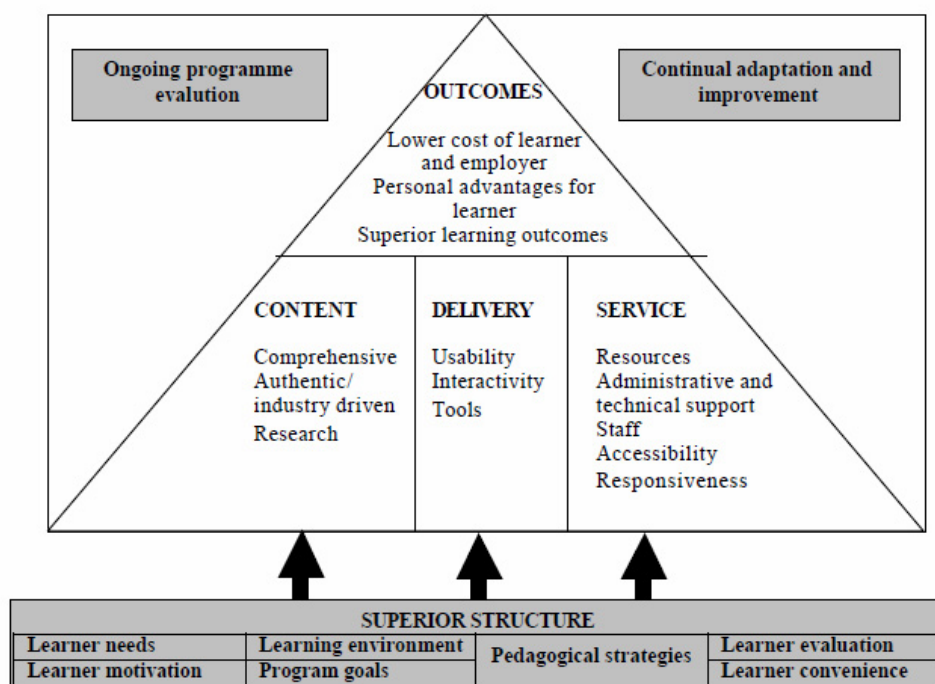 Ongoing programme
evalution
Continual adaptation and
improvement
OUTCOMES
Lower cost of learner
and employer
Personal advantages for
learner
Superior learning outcomes
CONTENT
Comprehensive
Authentic/
industry driven
Research
DELIVERY
Usability
Interactivity
Tools
SERVICE
Resources
Administrative and
technical support
Staff
Accessibility
Responsiveness
SUPERIOR STRUCTURE
Learner needs
Learner motivation
Learning environment
Program goals
Pedagogical strategies
Learner evaluation
Learner convenience